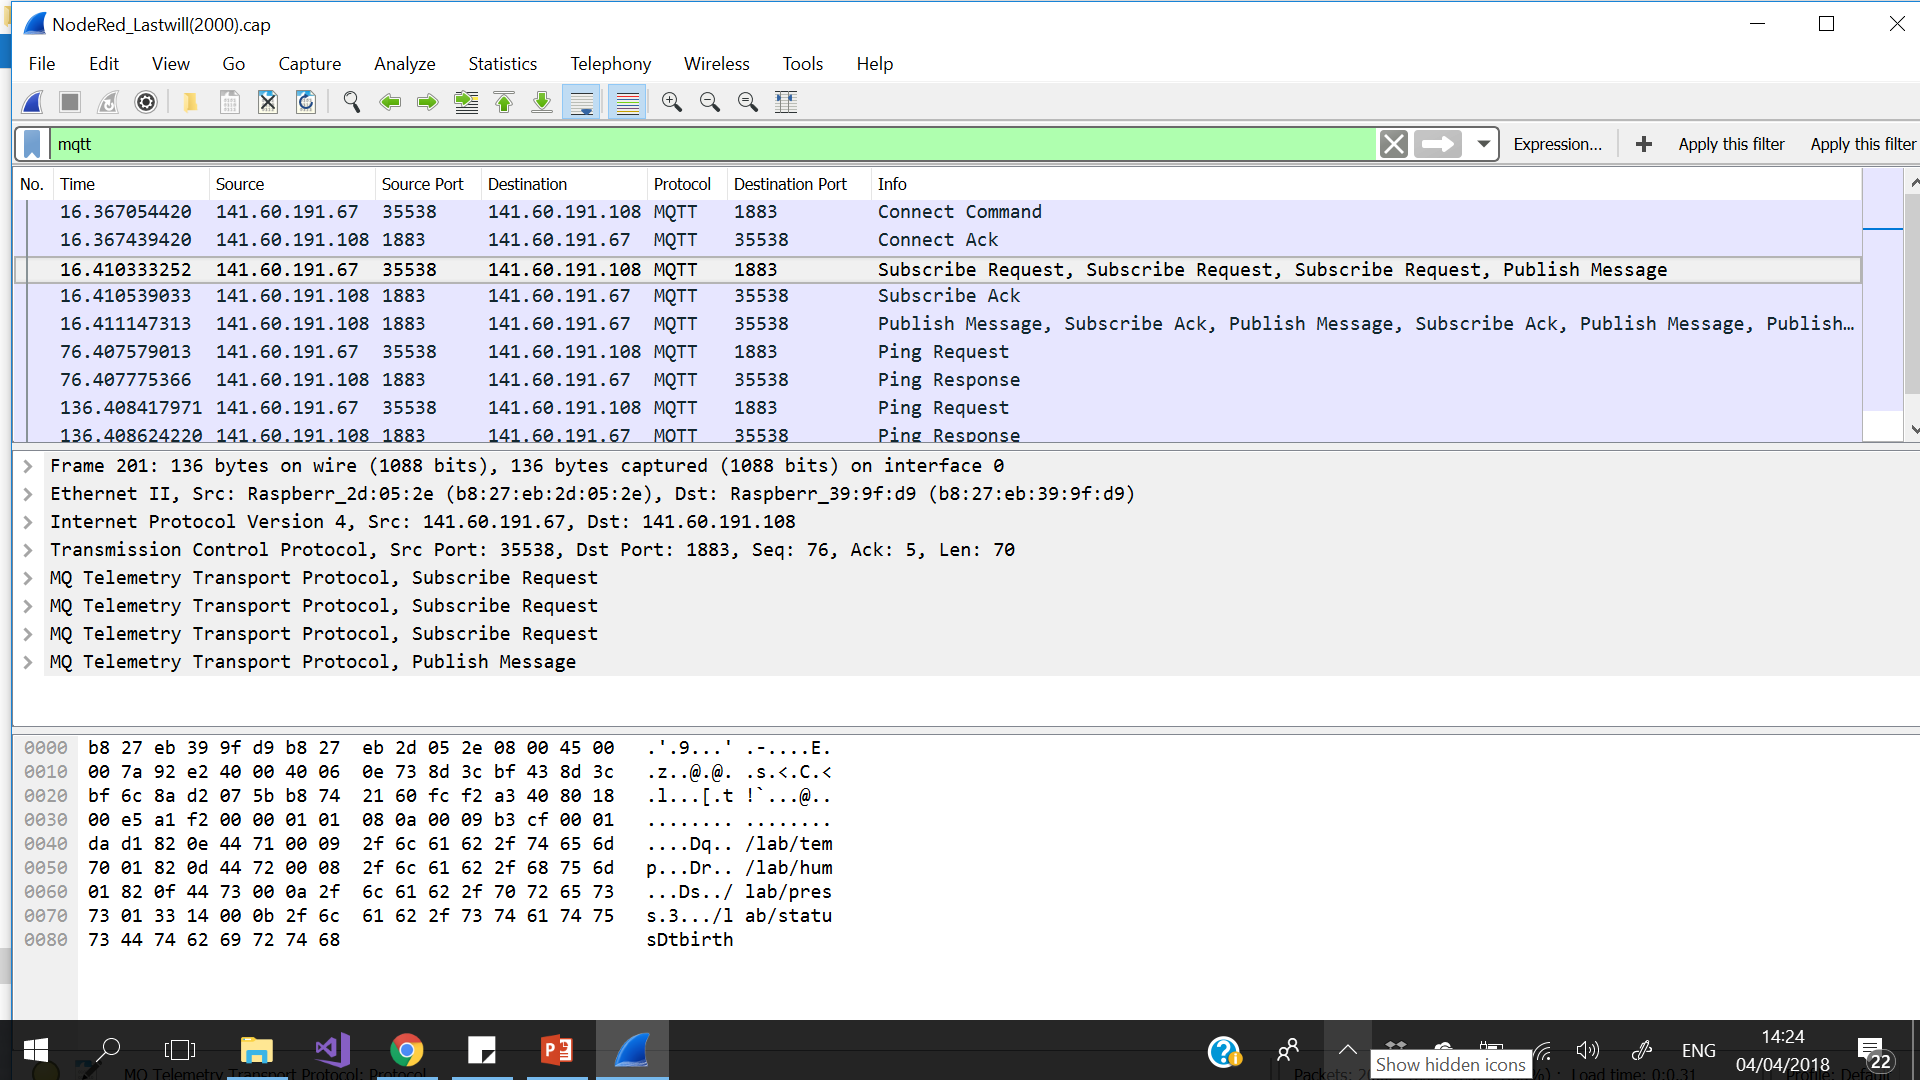 NodeRed_Lastwill(2000).cap
File Edit View Go Capture Analyze Statistics Telephony Wireless Tools Help
mqtt Expression... + Apply this filter Apply this filter
No. Time Source Source Port Destination Protocol Destination Port Info
16.367054420 141.60.191.67 35538 141.60.191.108 MQTT 1883 Connect Command
16.367439420 141.60.191.108 1883 141.60.191.67 MQTT 35538 Connect Ack
16.410333252 141.60.191.67 35538 141.60.191.108 MQTT 1883 Subscribe Request, Subscribe Request, Subscribe Request, Publish Message
16.410539033 141.60.191.108 1883 141.60.191.67 MQTT 35538 Subscribe Ack
16.411147313 141.60.191.108 1883 141.60.191.67 MQTT 35538 Publish Message, Subscribe Ack, Publish Message, Subscribe Ack, Publish Message, Publish…
76.407579013 141.60.191.67 35538 141.60.191.108 MQTT 1883 Ping Request
76.407775366 141.60.191.108 1883 141.60.191.67 MQTT 35538 Ping Response
136.408417971 141.60.191.67 35538 141.60.191.108 MQTT 1883 Ping Request
136.408624220 141.60.191.108 1883 141.60.191.67 MQTT 35538 Ping Response
Frame 201: 136 bytes on wire (1088 bits), 136 bytes captured (1088 bits) on interface 0
Ethernet II, Src: Raspberr_2d:05:2e (b8:27:eb:2d:05:2e), Dst: Raspberr_39:9f:d9 (b8:27:eb:39:9f:d9)
Internet Protocol Version 4, Src: 141.60.191.67, Dst: 141.60.191.108
Transmission Control Protocol, Src Port: 35538, Dst Port: 1883, Seq: 76, Ack: 5, Len: 70
MQ Telemetry Transport Protocol, Subscribe Request
MQ Telemetry Transport Protocol, Subscribe Request
MQ Telemetry Transport Protocol, Subscribe Request
MQ Telemetry Transport Protocol, Publish Message
0000 b8 27 eb 39 9f d9 b8 27 eb 2d 05 2e 08 00 45 00 .'.9...' .-....E.
0010 00 7a 92 e2 40 00 40 06 0e 73 8d 3c bf 43 8d 3c .z..@.@. .s.<.C.<
0020 bf 6c 8a d2 07 5b b8 74 21 60 fc f2 a3 40 80 18 .l...[.t !`...@..
0030 00 e5 a1 f2 00 00 01 01 08 0a 00 09 b3 cf 00 01 ........ ........
0040 da d1 82 0e 44 71 00 09 2f 6c 61 62 2f 74 65 6d ....Dq.. /lab/tem
0050 70 01 82 0d 44 72 00 08 2f 6c 61 62 2f 68 75 6d p...Dr.. /lab/hum
0060 01 82 0f 44 73 00 0a 2f 6c 61 62 2f 70 72 65 73 ...Ds../ lab/pres
0070 73 01 33 14 00 0b 2f 6c 61 62 2f 73 74 61 74 75 s.3.../l ab/statu
0080 73 44 74 62 69 72 74 68 sDtbirth
ENG
14:24
04/04/2018
22
Show hidden icons
MQ Telemetry Transport Protocol: Protocol
Load time: 0:0.31